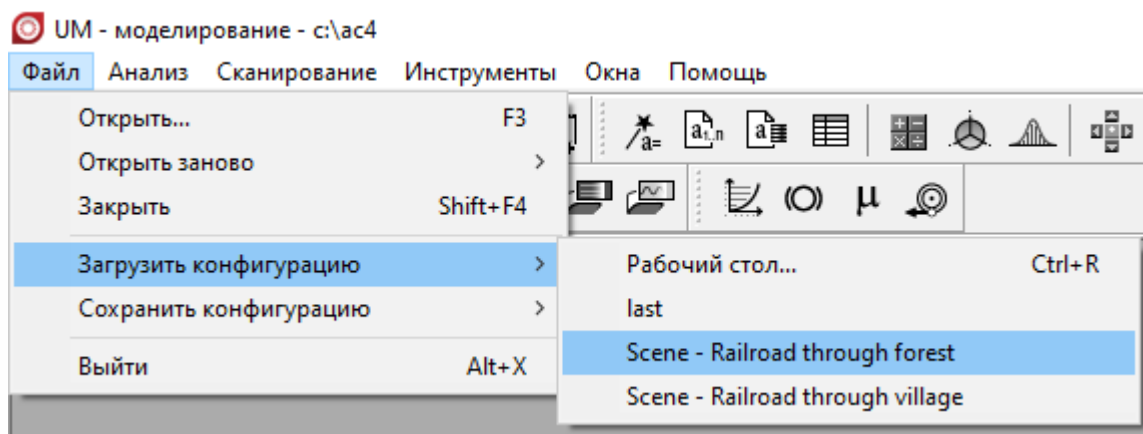 UM - моделирование - c:\ac4
Файл Анализ Сканирование Инструменты Окна Помощь
Открыть... F3
Открыть заново
Закрыть Shift+F4
Загрузить конфигурацию
Сохранить конфигурацию
Выйти Alt+X
Рабочий стол... Ctrl+R
last
Scene - Railroad through forest
Scene - Railroad through village
a=
a1..n
a
μ